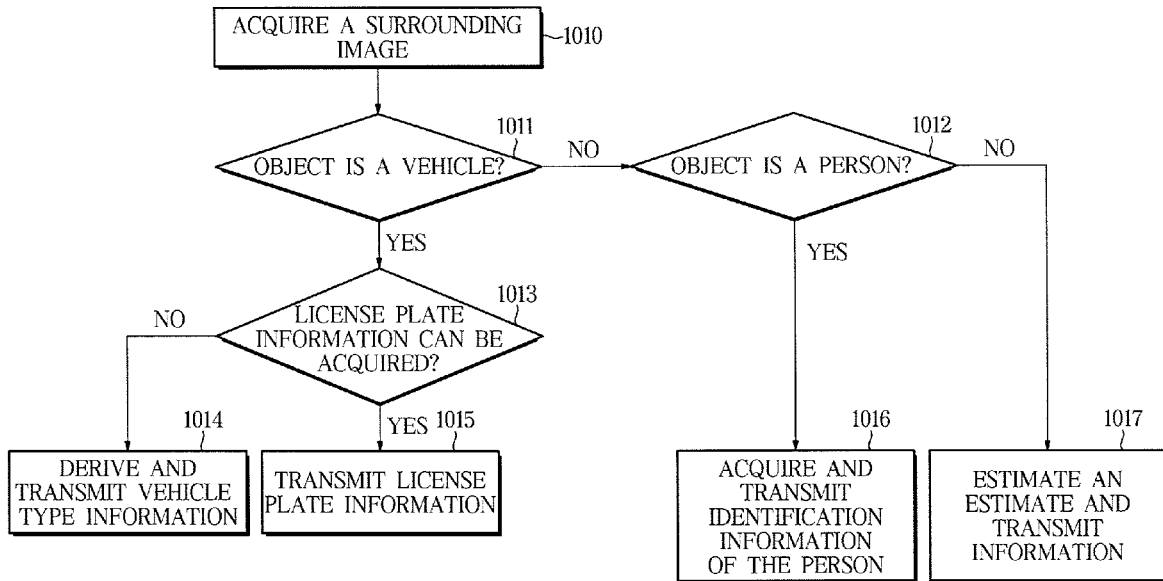 ACQUIRE A SURROUNDING
IMAGE
1010
1011
OBJECT IS A VEHICLE?
NO
1012
OBJECT IS A PERSON?
NO
YES
YES
1013
LICENSE PLATE
INFORMATION CAN BE
ACQUIRED?
NO
YES
1014
DERIVE AND
TRANSMIT VEHICLE
TYPE INFORMATION
1015
TRANSMIT LICENSE
PLATE INFORMATION
1016
ACQUIRE AND
TRANSMIT
IDENTIFICATION
INFORMATION
OF THE PERSON
1017
ESTIMATE AN
ESTIMATE AND
TRANSMIT
INFORMATION